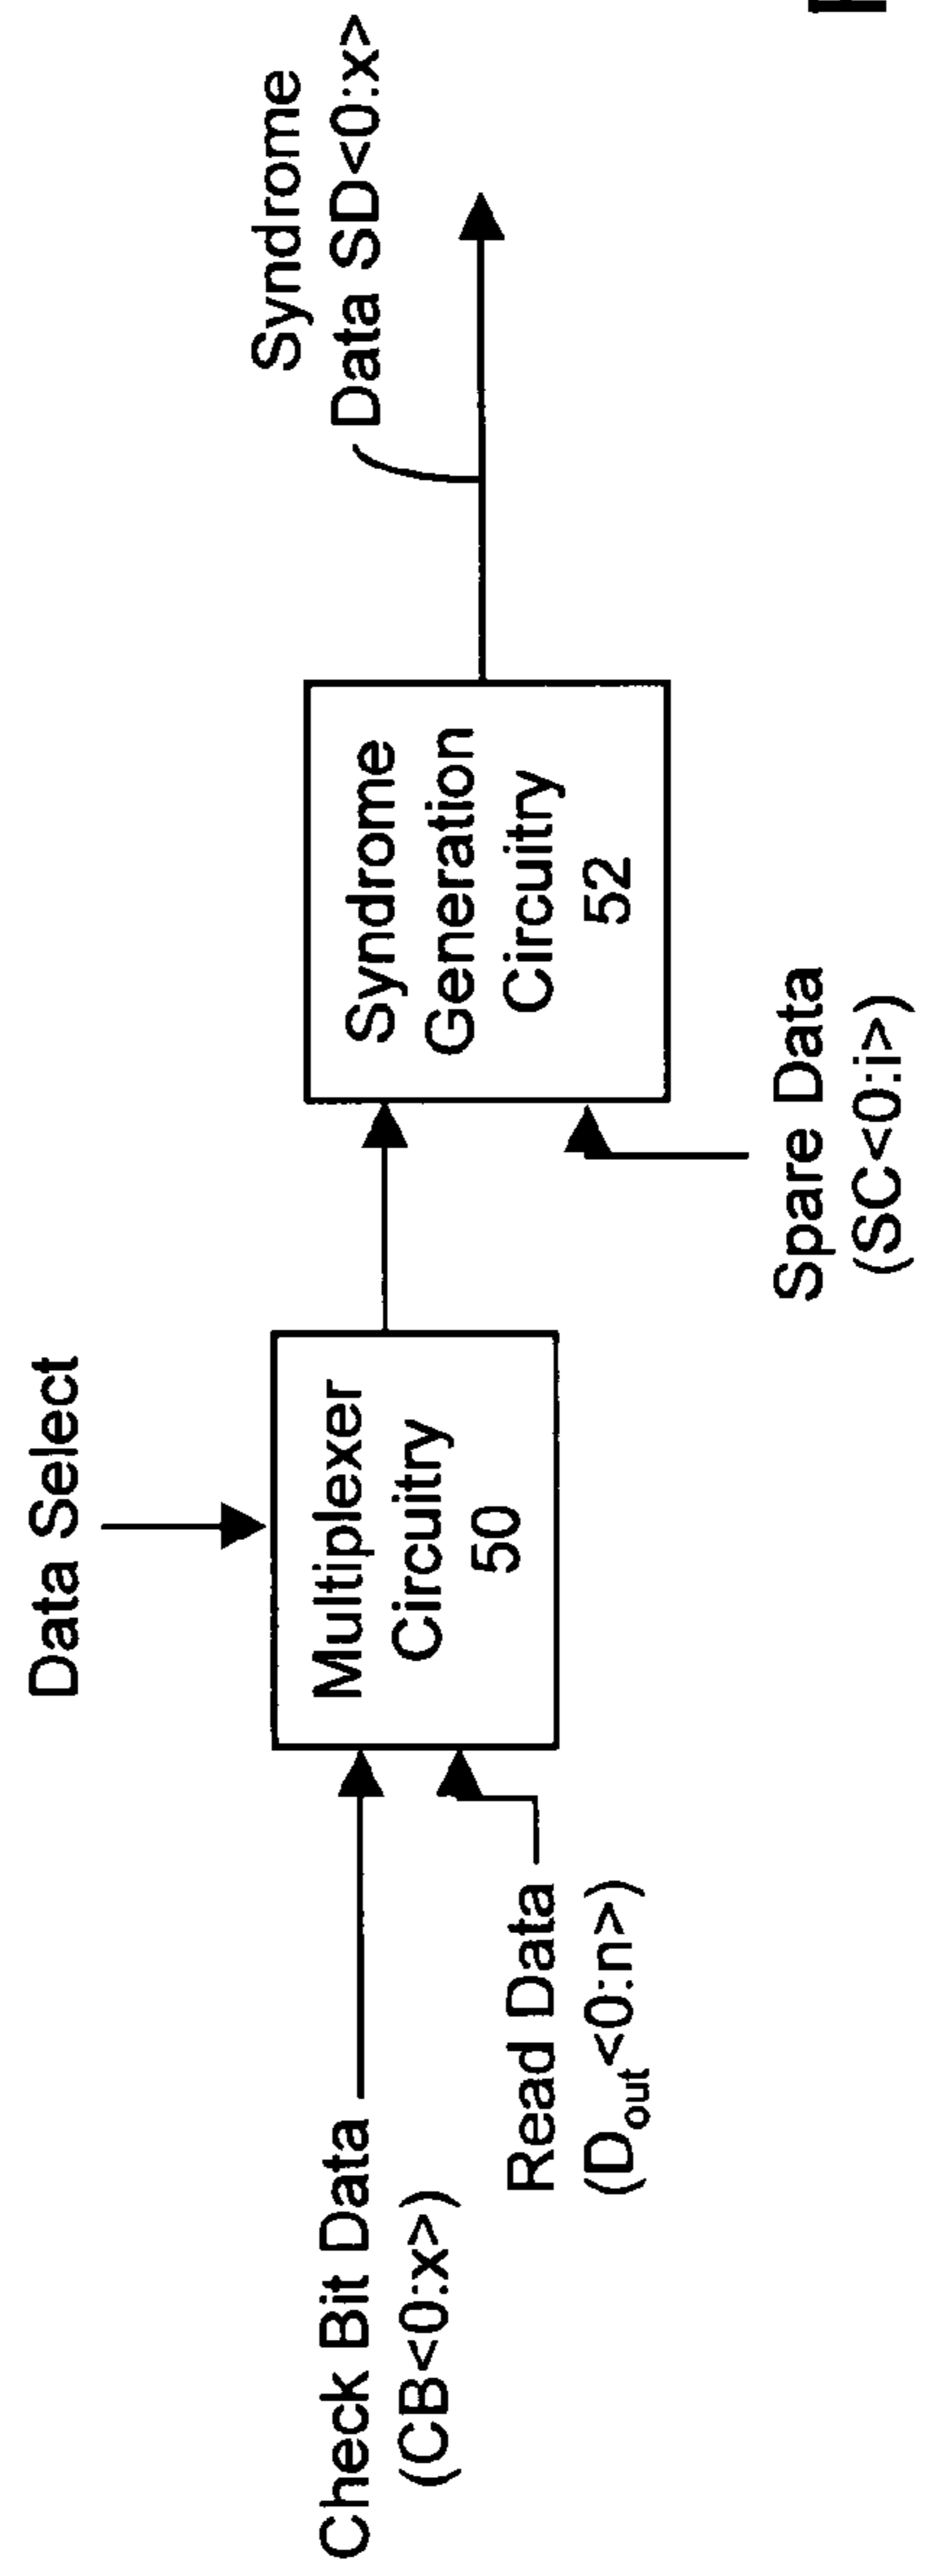 Data Select
Check Bit Data
(CB<0:x>)
Read Data
(Dout<0:n>)
Multiplexer
Circuitry
50
Spare Data
(SC<0:i>)
Syndrome
Generation
Circuitry
52
Syndrome
Data SD<0:x>